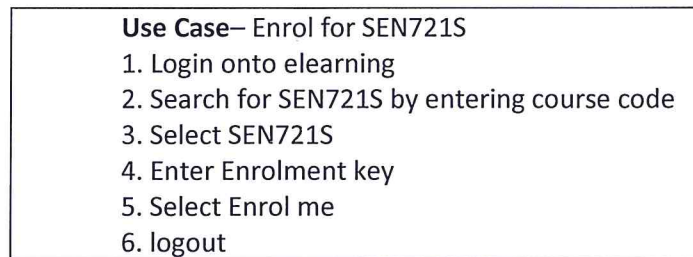 Use Case– Enrol for SEN721S
1. Login onto elearning
2. Search for SEN721S by entering course code
3. Select SEN721S
4. Enter Enrolment key
5. Select Enrol me
6. logout